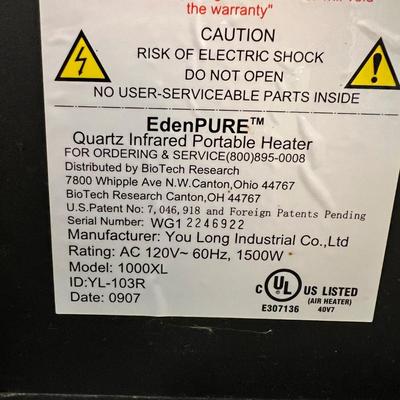 the warranty"
CAUTION
RISK OF ELECTRIC SHOCK
DO NOT OPEN
NO USER-SERVICEABLE PARTS INSIDE
EdenPURE™
Quartz Infrared Portable Heater
FOR ORDERING & SERVICE(800)895-0008
Distributed by BioTech Research
7800 Whipple Ave N.W.Canton,Ohio 44767
BioTech Research Canton,OH 44767
U.S.Patent No: 7,046,918 and Foreign Patents Pending
Serial Number: WG1 2246922
Manufacturer: You Long Industrial Co.,Ltd
Rating: AC 120V~ 60Hz, 1500W
Model: 1000XL
ID:YL-103R
Date: 0907
C UL US LISTED
(AIR HEATER)
E307136 40V7